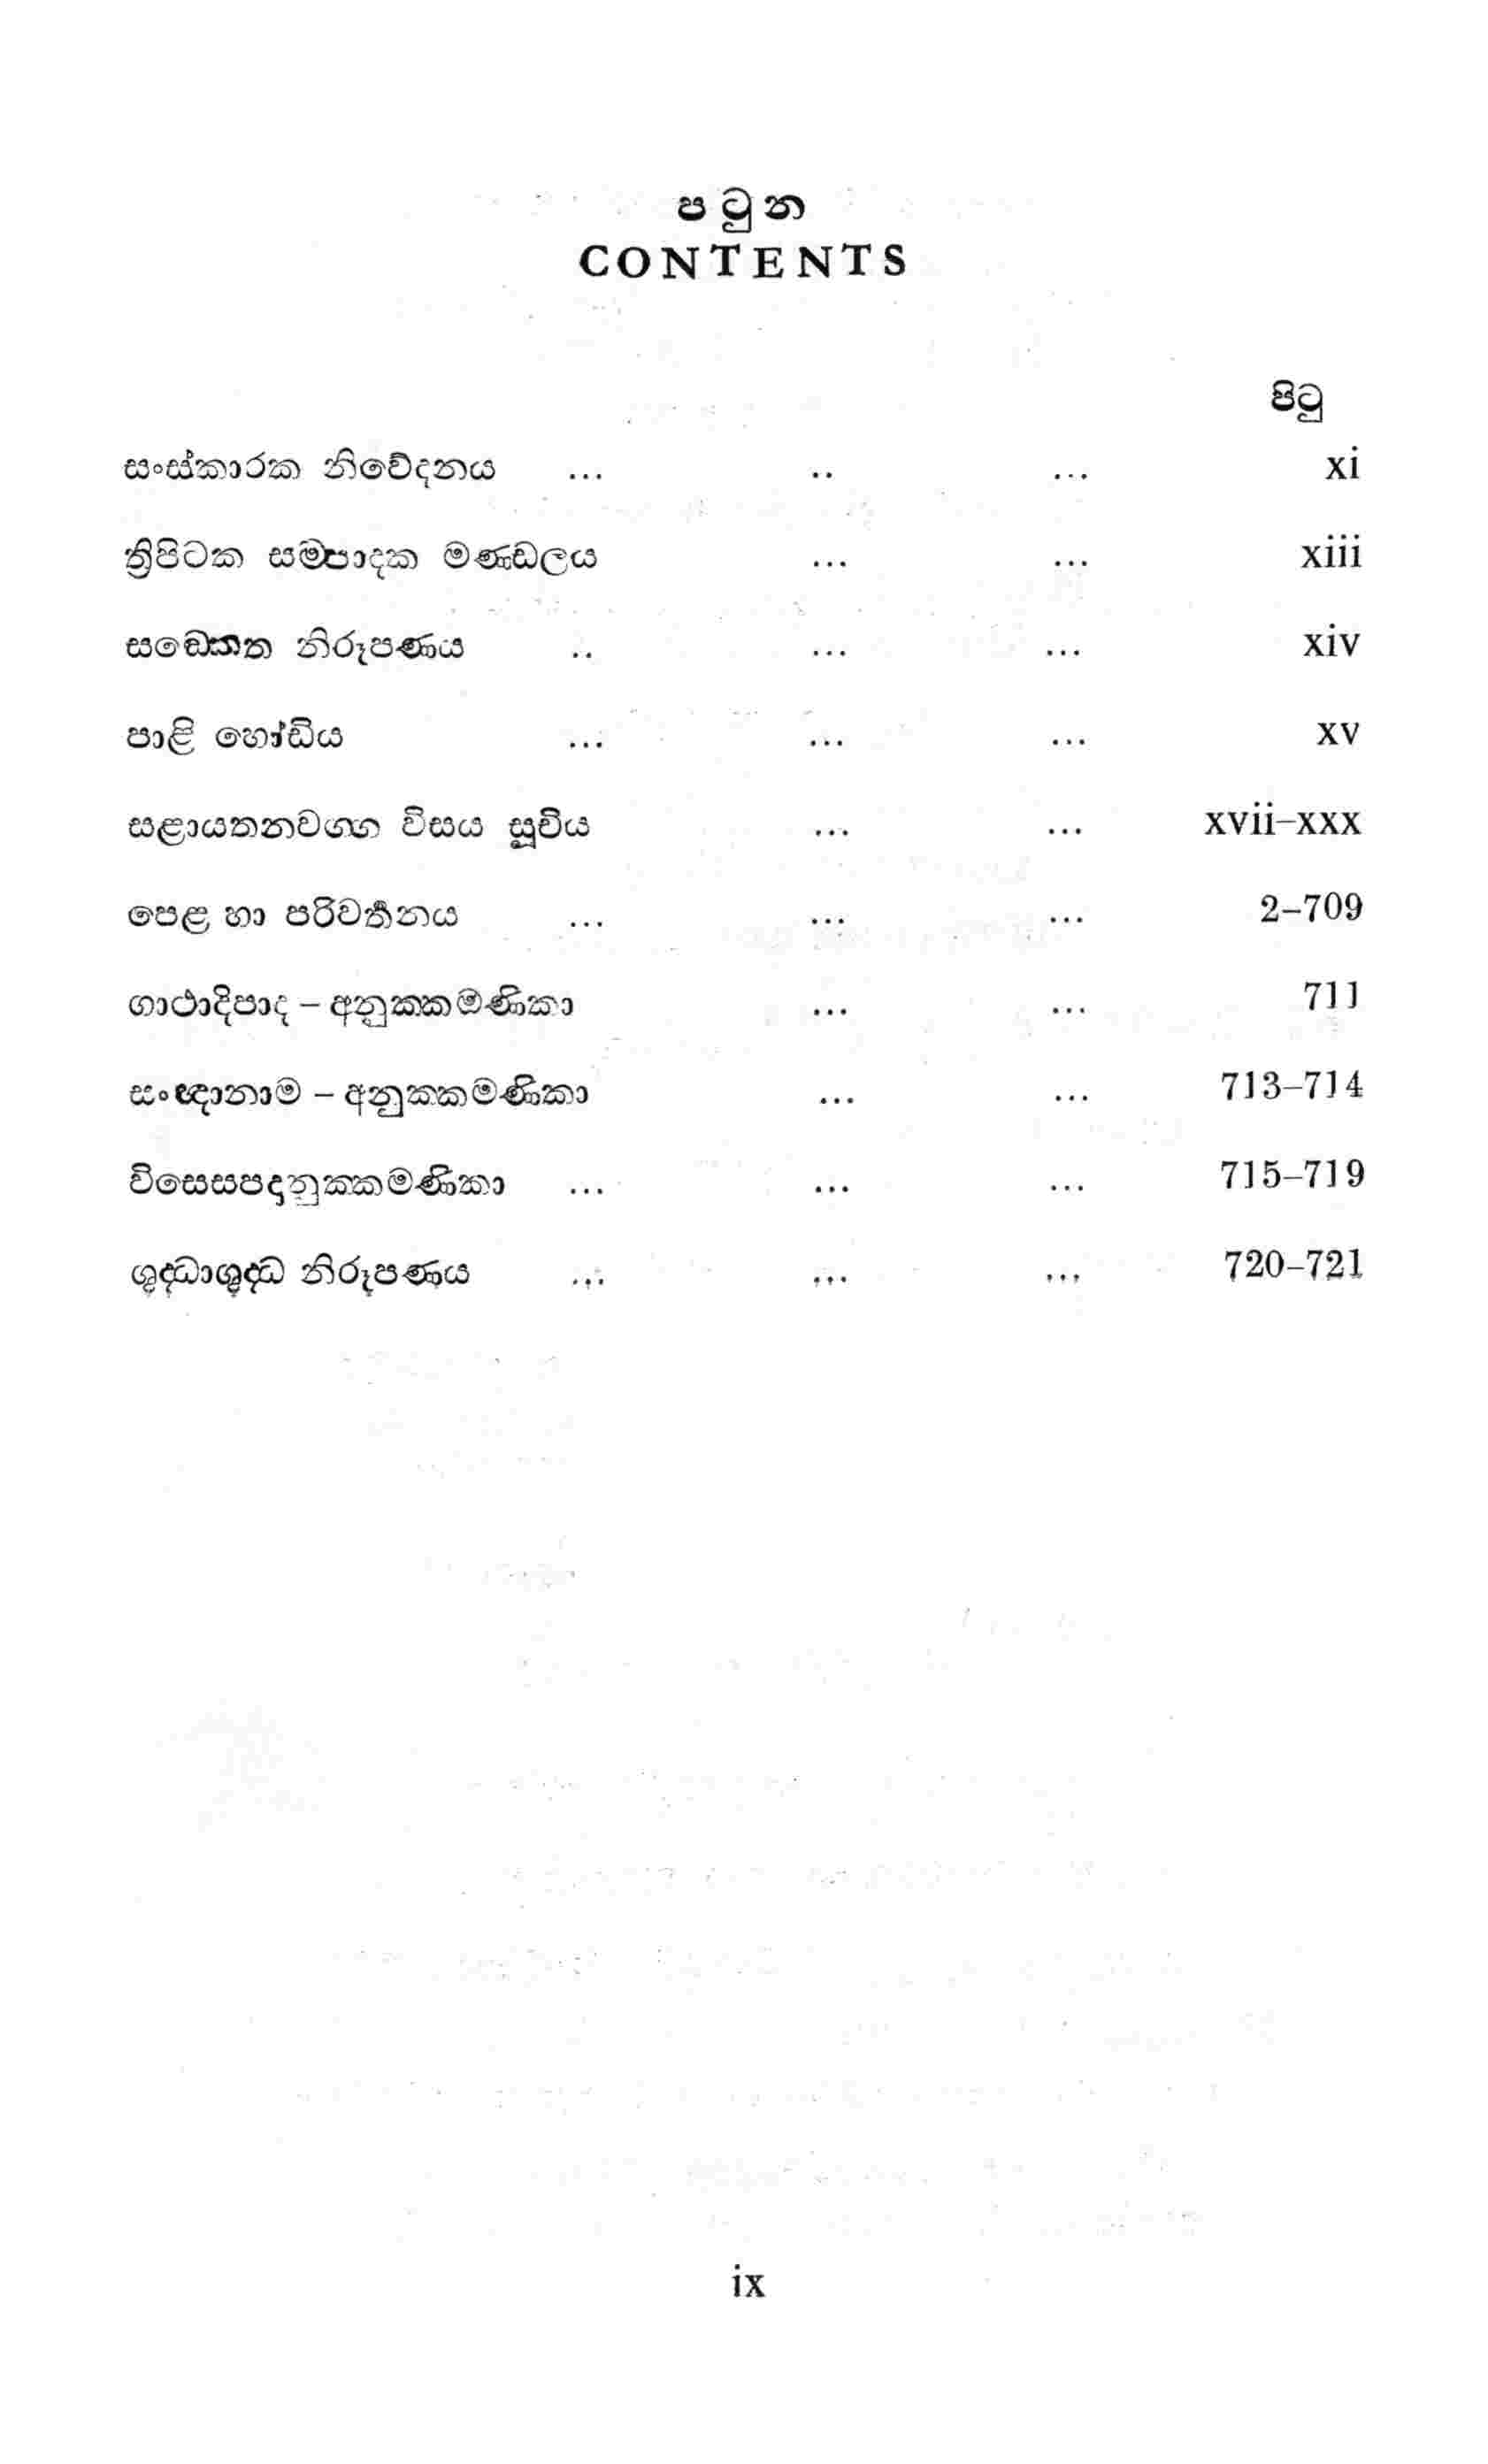 පටුන
CONTENTS
පිටු
සංස්කාරක නිවේදනය ... .. ... xi
ත්‍රිපිටක සම්පාදක මණ්ඩලය ... ... xiii
සඞ්කෙත නිරූපණය .. ... ... xiv
පාළි හෝඩිය ... ... ... xv
සළායතනවග්ග විසය සූචිය ... ... xvii–xxx
පෙළ හා පරිවර්තනය ... ... ... 2–709
ගාථාදිපාද – අනුක්කමණිකා ... ... 711
සංඥානාම – අනුක්කමණිකා ... ... 713–714
විසෙසපදානුක්කමණිකා ... ... ... 715–719
ශුද්ධාශුද්ධ නිරූපණය ... ... ... 720–721
ix